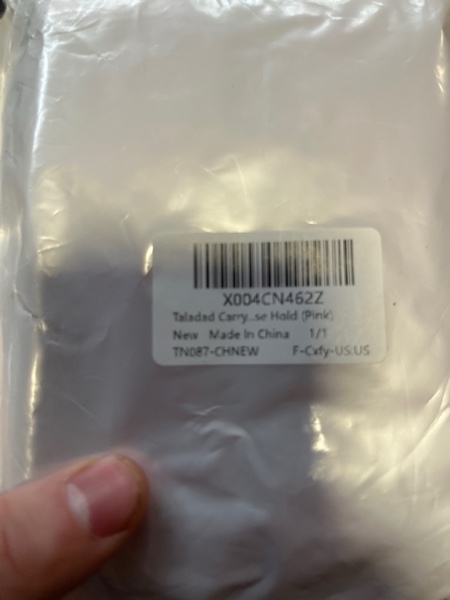 X004CN462Z
Taladad Carry...se Hold (Pink)
New Made In China 1/1
TN087-CHNEW F-Cxfy-US.US